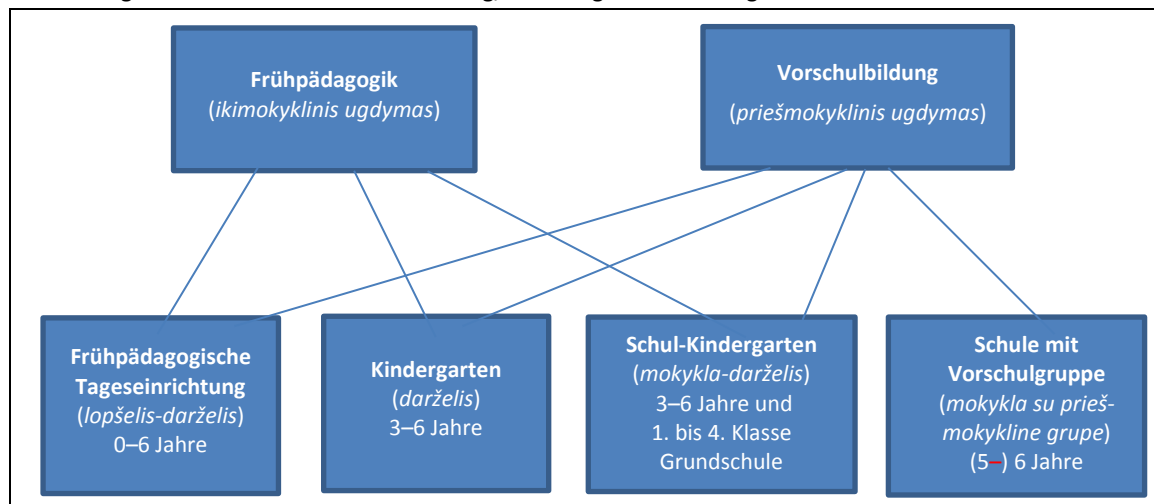 Frühpädagogik
(ikimokyklinis ugdymas)
Vorschulbildung
(priešmokyklinis ugdymas)
Frühpädagogische
Tageseinrichtung
(lopšelis-darželis)
0–6 Jahre
Kindergarten
(darželis)
3–6 Jahre
Schul-Kindergarten
(mokykla-darželis)
3–6 Jahre und
1. bis 4. Klasse
Grundschule
Schule mit
Vorschulgruppe
(mokykla su prieš-
mokykline grupe)
(5–) 6 Jahre